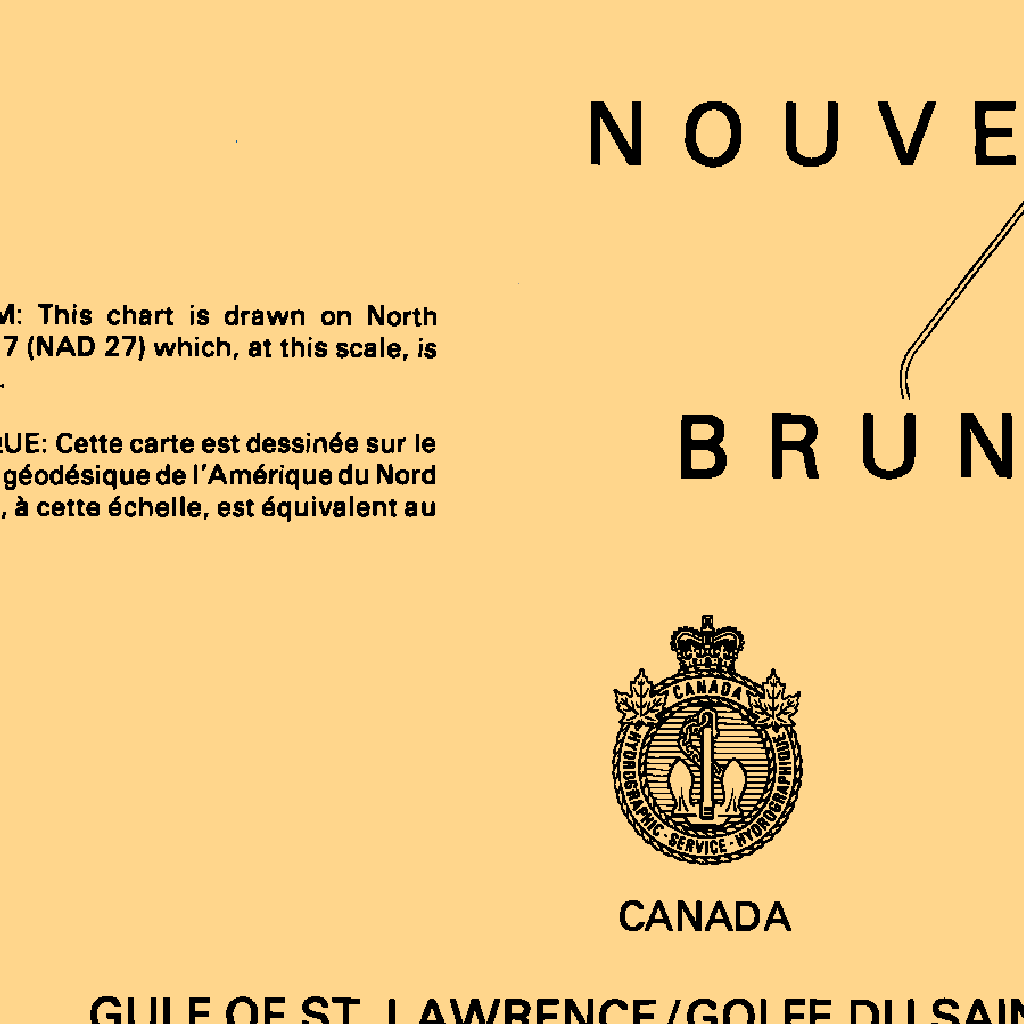 NOUVE
M: This chart is drawn on North
7 (NAD 27) which, at this scale, is
.
QUE: Cette carte est dessinée sur le
géodésique de l'Amérique du Nord
, à cette échelle, est équivalent au
BRUN
CANADA
HYDROGRAPHIC · SERVICE · HYDROGRAPHIQUE
CANADA
GULF OF ST. LAWRENCE/GOLFE DU SAIN